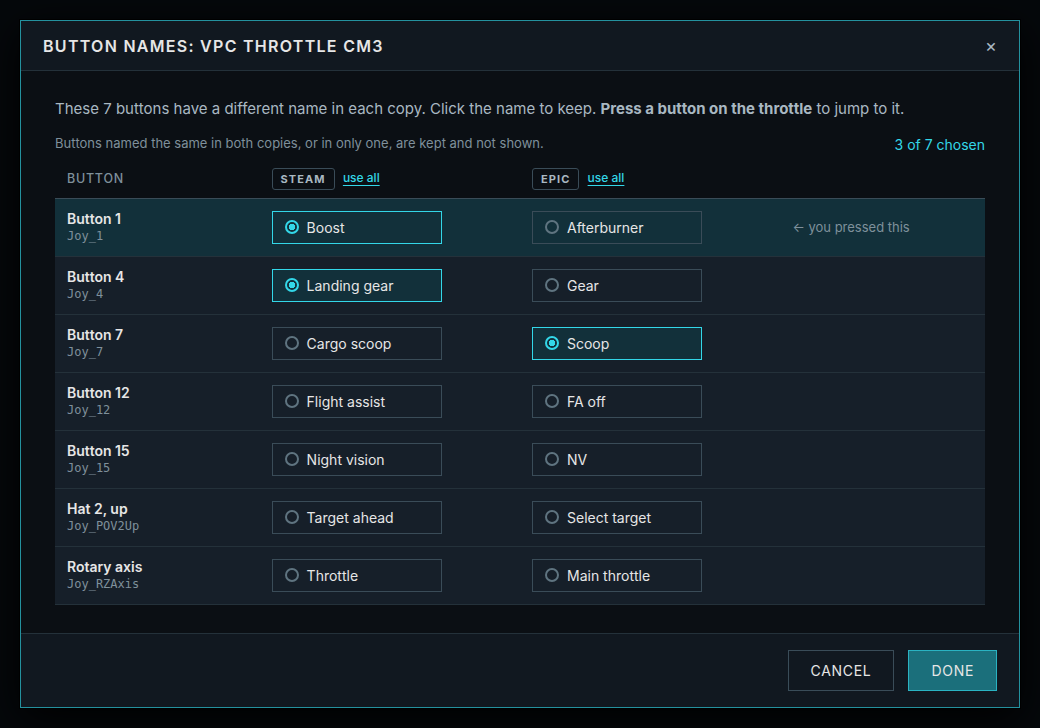 BUTTON NAMES: VPC THROTTLE CM3 ×
These 7 buttons have a different name in each copy. Click the name to keep. Press a button on the throttle to jump to it.
Buttons named the same in both copies, or in only one, are kept and not shown. 3 of 7 chosen
BUTTON STEAM use all EPIC use all
Button 1 Boost Afterburner ← you pressed this
Joy_1
Button 4 Landing gear Gear
Joy_4
Button 7 Cargo scoop Scoop
Joy_7
Button 12 Flight assist FA off
Joy_12
Button 15 Night vision NV
Joy_15
Hat 2, up Target ahead Select target
Joy_POV2Up
Rotary axis Throttle Main throttle
Joy_RZAxis
CANCEL DONE